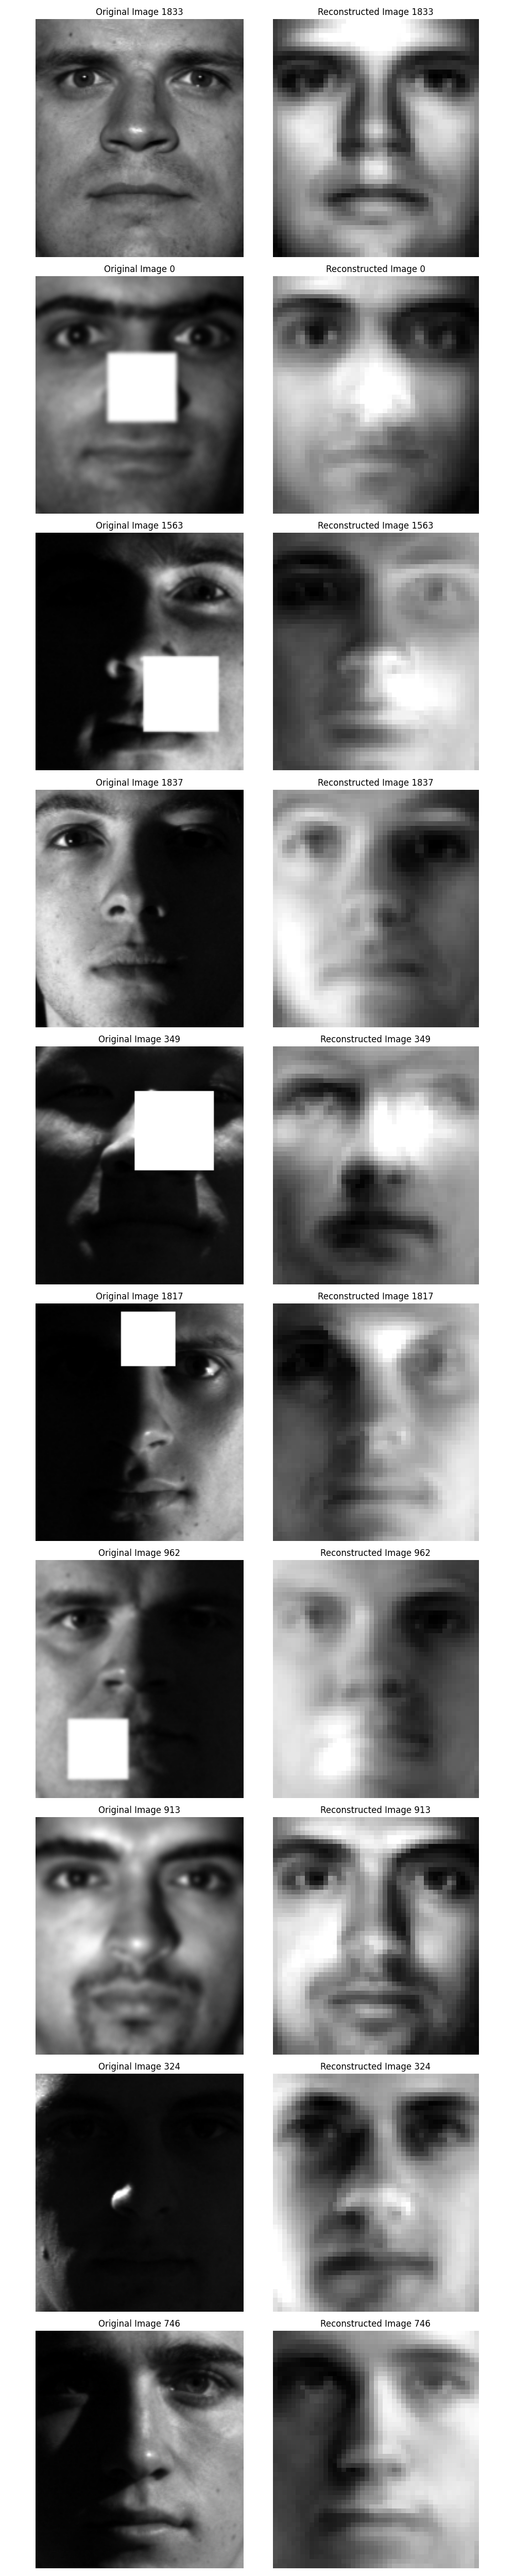 Original Image 1833
Reconstructed Image 1833
Original Image 0
Reconstructed Image 0
Original Image 1563
Reconstructed Image 1563
Original Image 1837
Reconstructed Image 1837
Original Image 349
Reconstructed Image 349
Original Image 1817
Reconstructed Image 1817
Original Image 962
Reconstructed Image 962
Original Image 913
Reconstructed Image 913
Original Image 324
Reconstructed Image 324
Original Image 746
Reconstructed Image 746